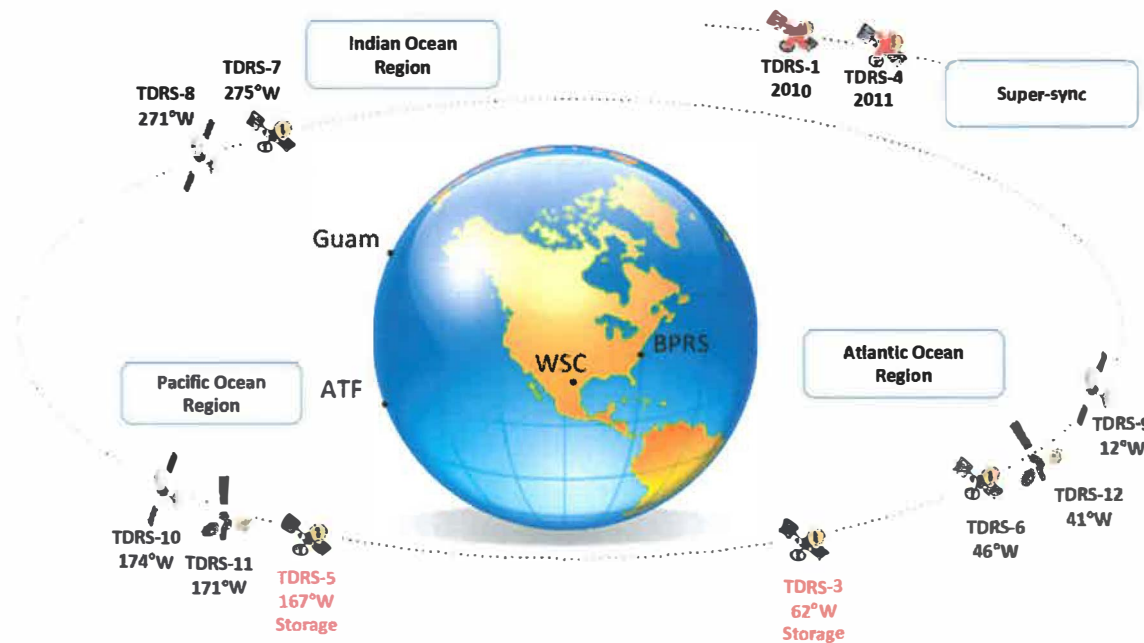 Indian Ocean
Region
TDRS-1
2010
TDRS-4
2011
Super-sync
TDRS-7
275°W
TDRS-8
271°W
Guam
BPRS
WSC
ATF
Atlantic Ocean
Region
Pacific Ocean
Region
TDRS-9
12°W
TDRS-12
41°W
TDRS-6
46°W
TDRS-10
174°W
TDRS-11
171°W
TDRS-5
167°W
Storage
TDRS-3
62°W
Storage